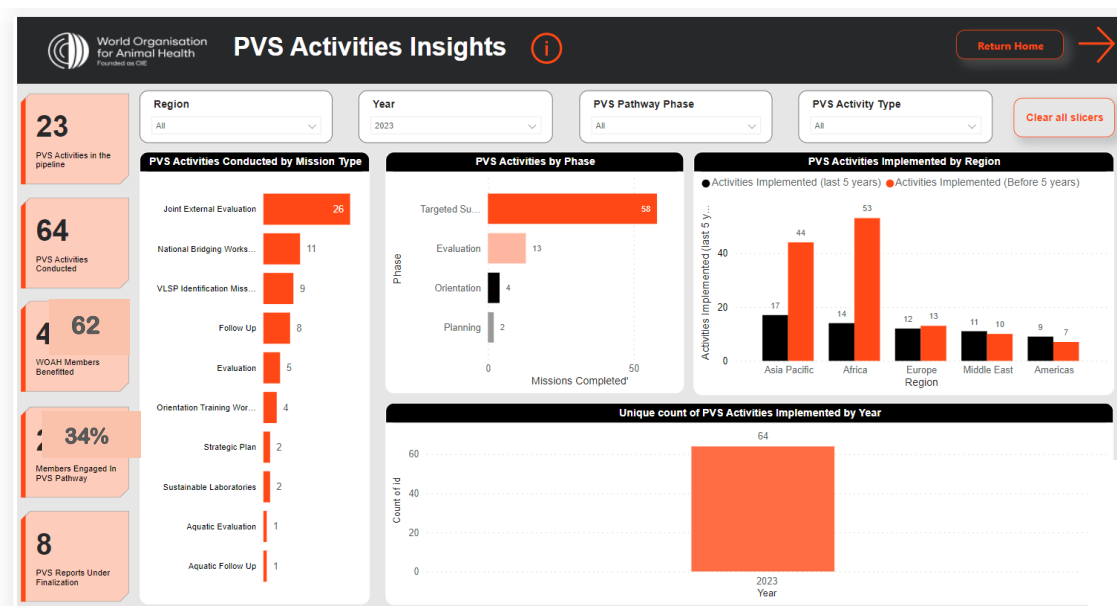 World Organisation
for Animal Health
Founded as OIE
PVS Activities Insights
i
Return Home
23
PVS Activities in the
pipeline
64
PVS Activities
Conducted
4
62
WOAH Members
Benefitted
34%
Members Engaged In
PVS Pathway
8
PVS Reports Under
Finalization
Region
All
Year
2023
PVS Pathway Phase
All
PVS Activity Type
All
Clear all slicers
PVS Activities Conducted by Mission Type
Joint External Evaluation 26
National Bridging Works... 11
VLSP Identification Miss... 9
Follow Up 8
Evaluation 5
Orientation Training Wor... 4
Strategic Plan 2
Sustainable Laboratories 2
Aquatic Evaluation 1
Aquatic Follow Up 1
PVS Activities by Phase
Phase
Targeted Su... 58
Evaluation 13
Orientation 4
Planning 2
0 50
Missions Completed'
PVS Activities Implemented by Region
Activities Implemented (last 5 years) Activities Implemented (Before 5 years)
Activities Implemented (last 5 y...
40
20
0
17 44
14 53
12 13
11 10
9 7
Asia Pacific Africa Europe Middle East Americas
Region
Unique count of PVS Activities Implemented by Year
Count of id
60
40
20
0
64
2023
Year